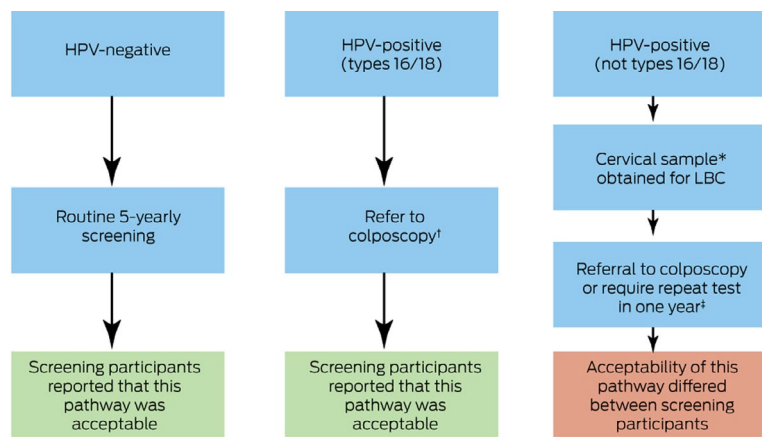 HPV-negative
Routine 5-yearly
screening
Screening participants
reported that this
pathway was
acceptable
HPV-positive
(types 16/18)
Refer to
colposcopy†
Screening participants
reported that this
pathway was
acceptable
HPV-positive
(not types 16/18)
Cervical sample*
obtained for LBC
Referral to colposcopy
or require repeat test
in one year‡
Acceptability of this
pathway differed
between screening
participants